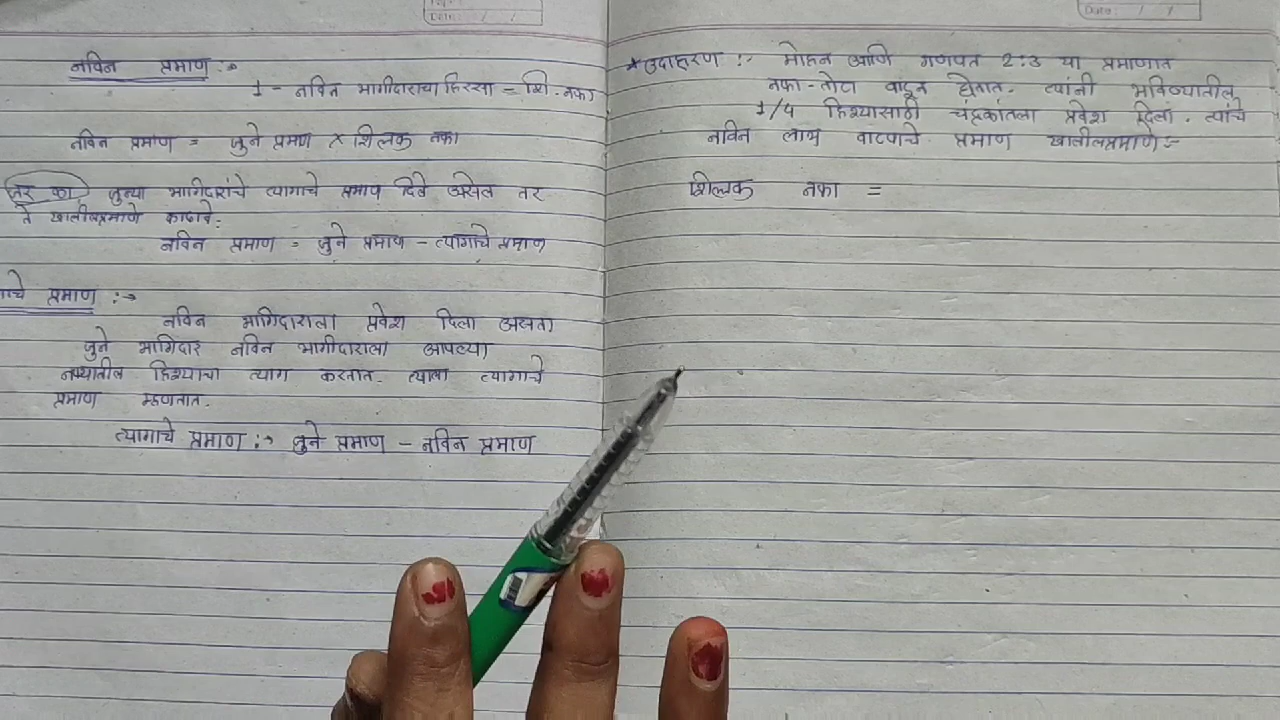 नविन प्रमाण :→
1 - नविन भागिदाराचा हिस्सा = शि. नफा
नविन प्रमाण = जुने प्रमाण × शिल्लक नफा
जर का जुन्या भागिदारांचे त्यागाचे प्रमाण दिले असेल तर
ते खालीलप्रमाणे काढावे.
नविन प्रमाण = जुने प्रमाण - त्यागाचे प्रमाण
गाचे प्रमाण :→
नविन भागिदाराला प्रवेश दिला असता
जुने भागिदार नविन भागीदाराला आपल्या
नफ्यातील हिश्याचा त्याग करतात. त्याला त्यागाचे
प्रमाण म्हणतात.
त्यागाचे प्रमाण :→ जुने प्रमाण - नविन प्रमाण
Date: / /
*उदाहरण :- मोहन आणि गणपत 2:3 या प्रमाणात
नफा-तोटा वाटून घेतात. त्यांनी भविष्यातील
1/4 हिश्यासाठी चंद्रकांतला प्रवेश दिला. त्यांचे
नविन लाभ वाटपाचे प्रमाण खालीलप्रमाणे:-
शिल्लक नफा =